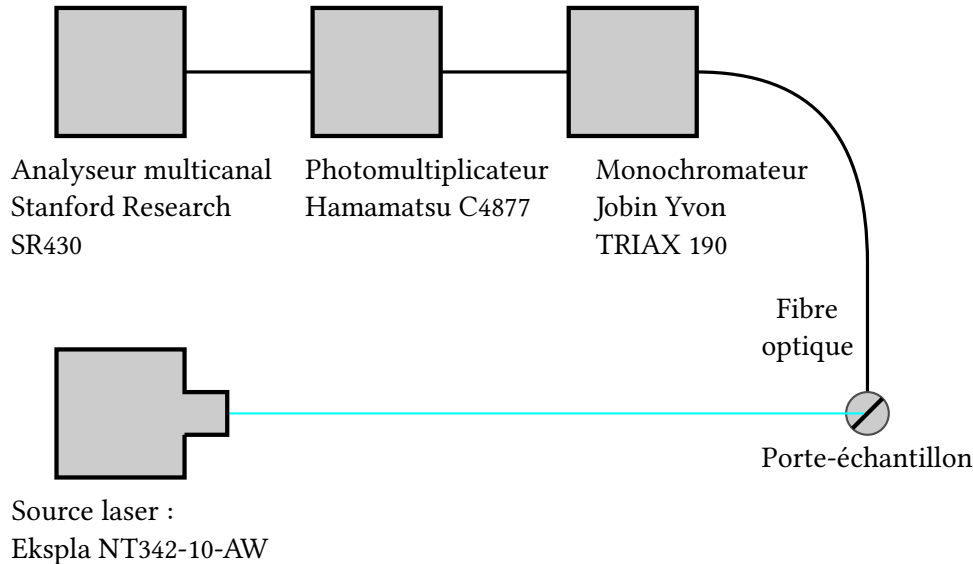 Analyseur multicanal
Stanford Research
SR430
Photomultiplicateur
Hamamatsu C4877
Monochromateur
Jobin Yvon
TRIAX 190
Fibre
optique
Porte-échantillon
Source laser :
Ekspla NT342-10-AW